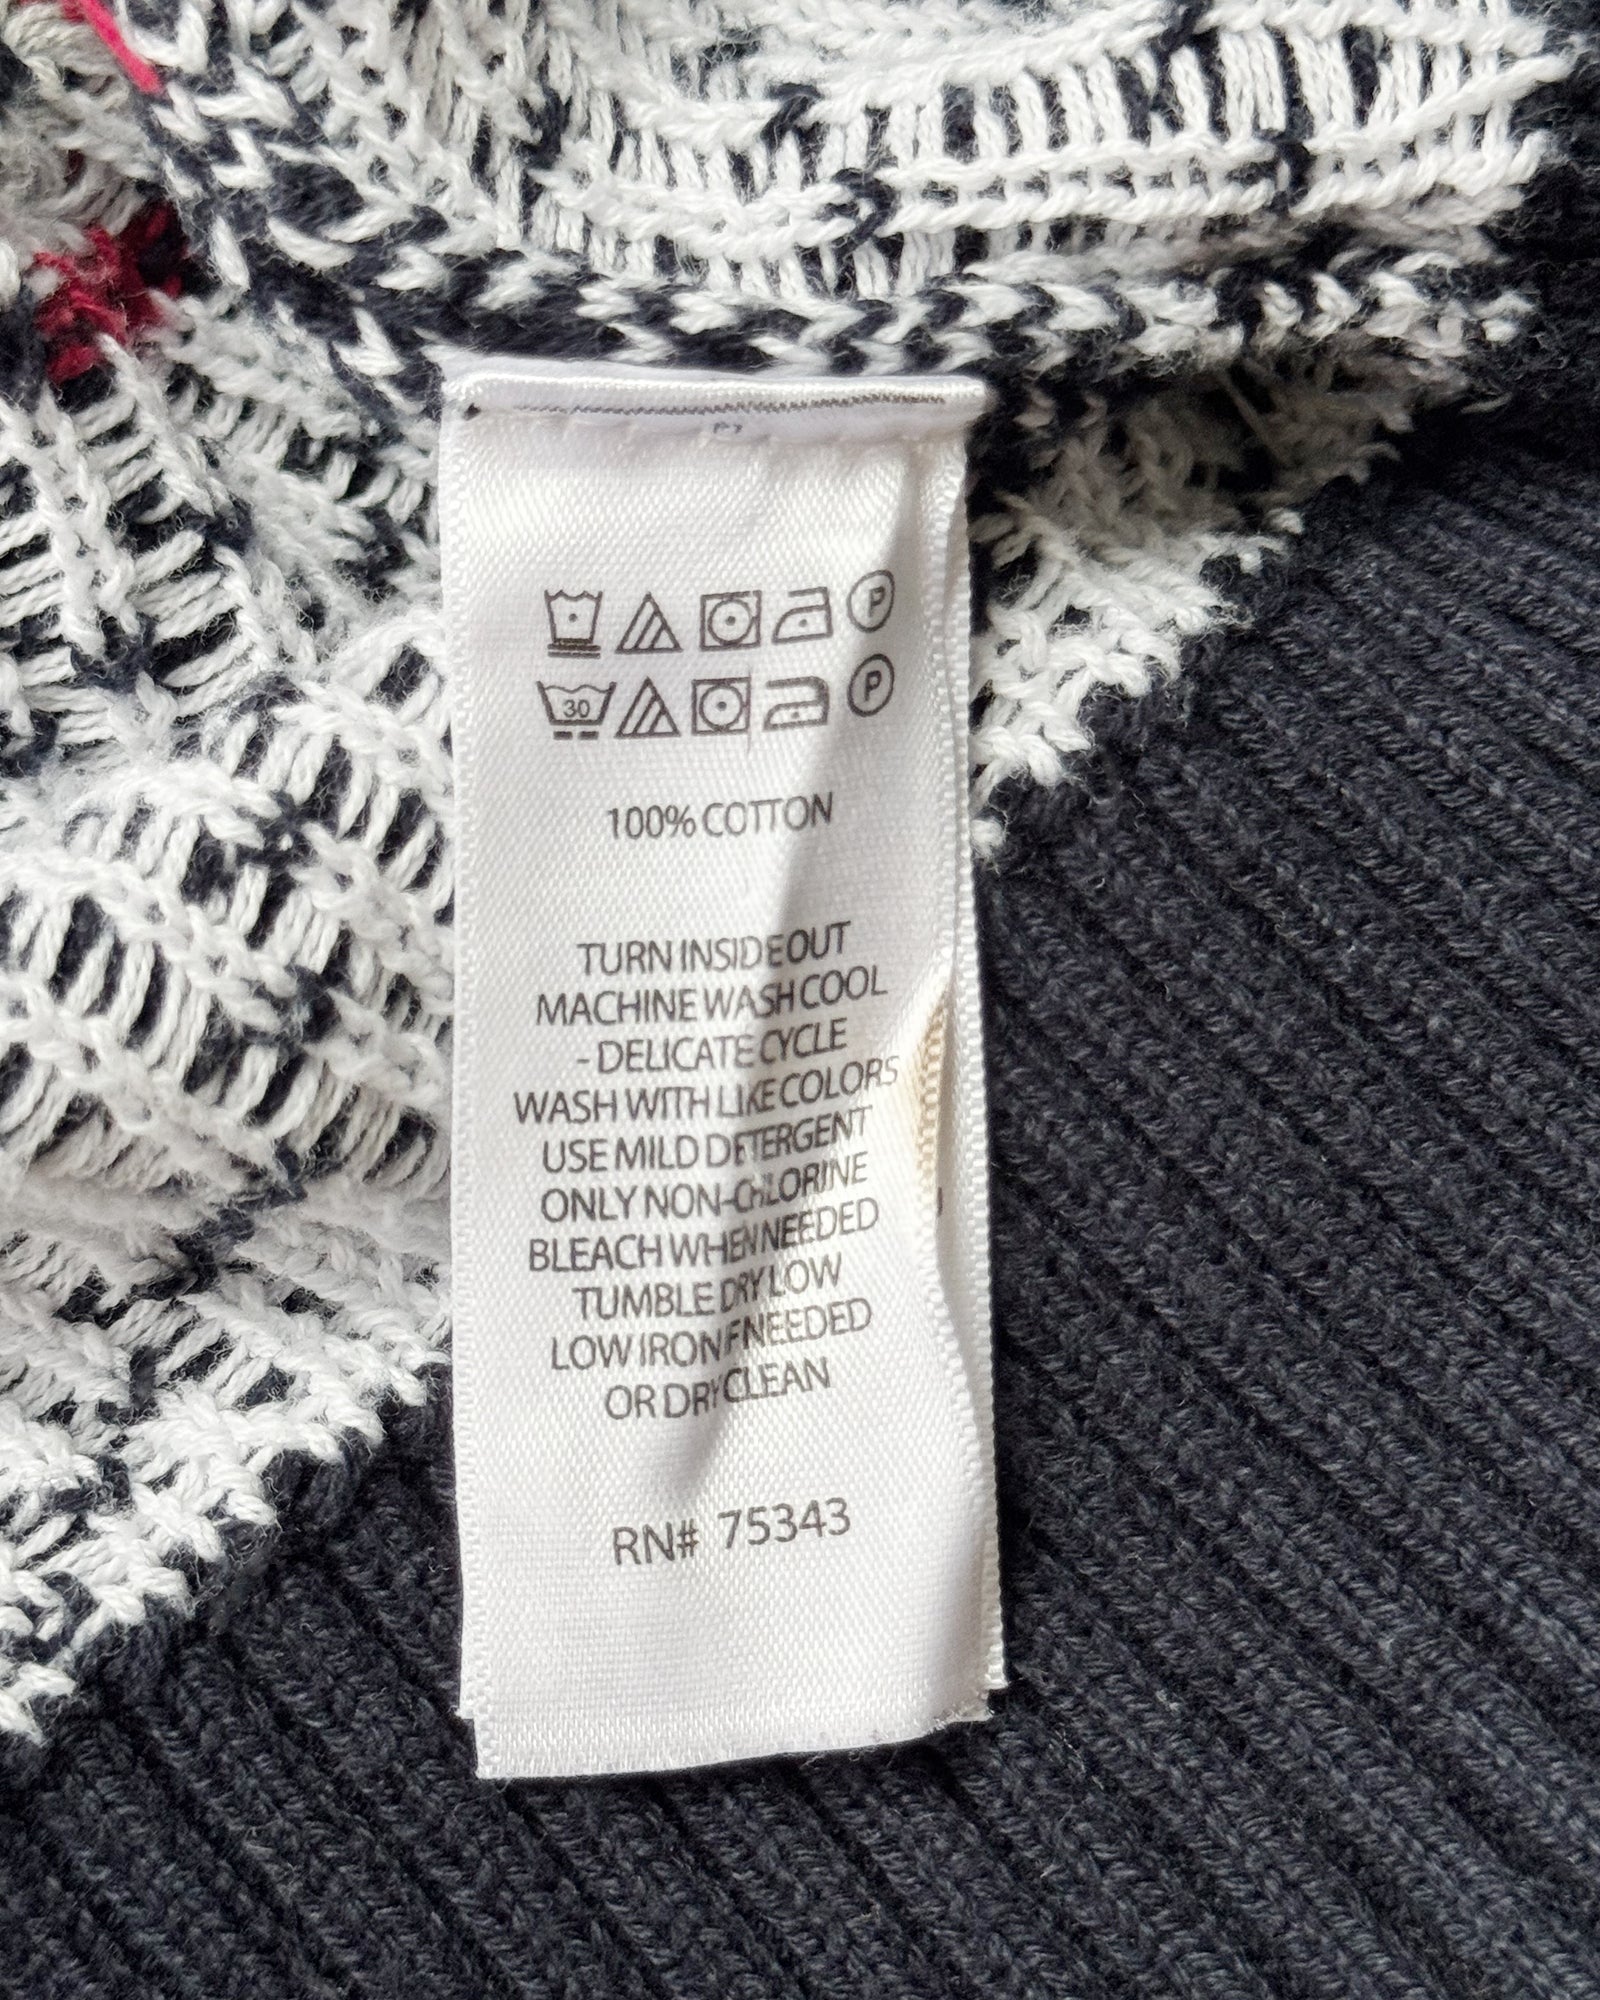 P
30 P
100% COTTON
TURN INSIDE OUT
MACHINE WASH COOL
- DELICATE CYCLE
WASH WITH LIKE COLORS
USE MILD DETERGENT
ONLY NON-CHLORINE
BLEACH WHEN NEEDED
TUMBLE DRY LOW
LOW IRON IF NEEDED
OR DRY CLEAN
RN# 75343